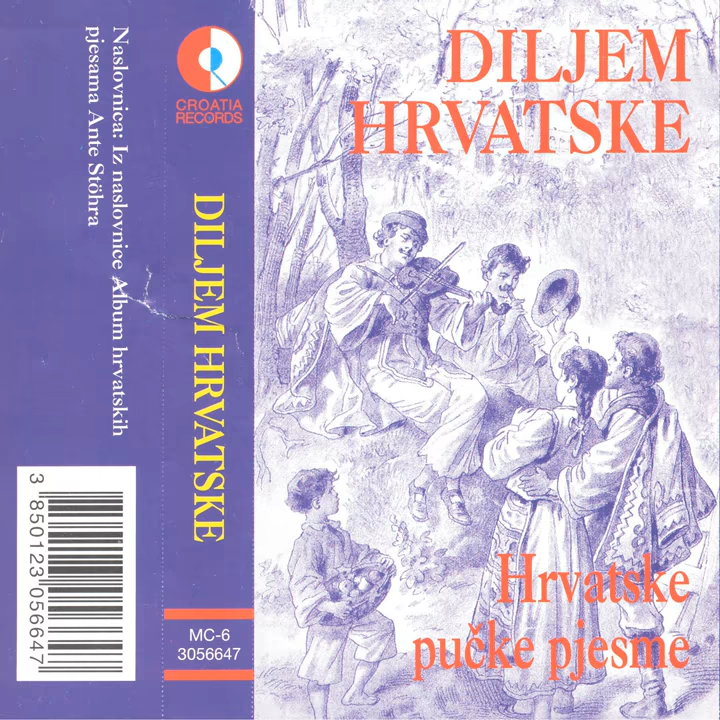 Naslovnica: Iz naslovnice Album hrvatskih
pjesama Ante Stöhra
3 850123 056647
CROATIA
RECORDS
DILJEM HRVATSKE
MC-6
3056647
DILJEM
HRVATSKE
Hrvatske
pučke pjesme